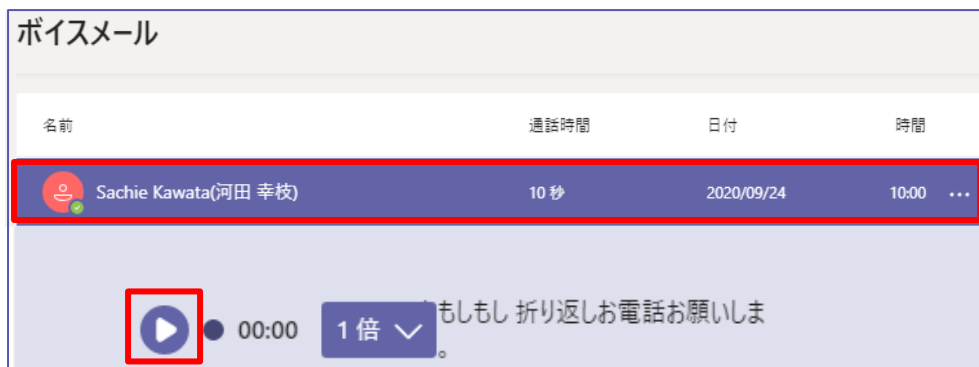 ボイスメール
名前 通話時間 日付 時間
Sachie Kawata(河田 幸枝) 10 秒 2020/09/24 10:00 ...
00:00 1 倍 もしもし 折り返しお電話お願いしま
。